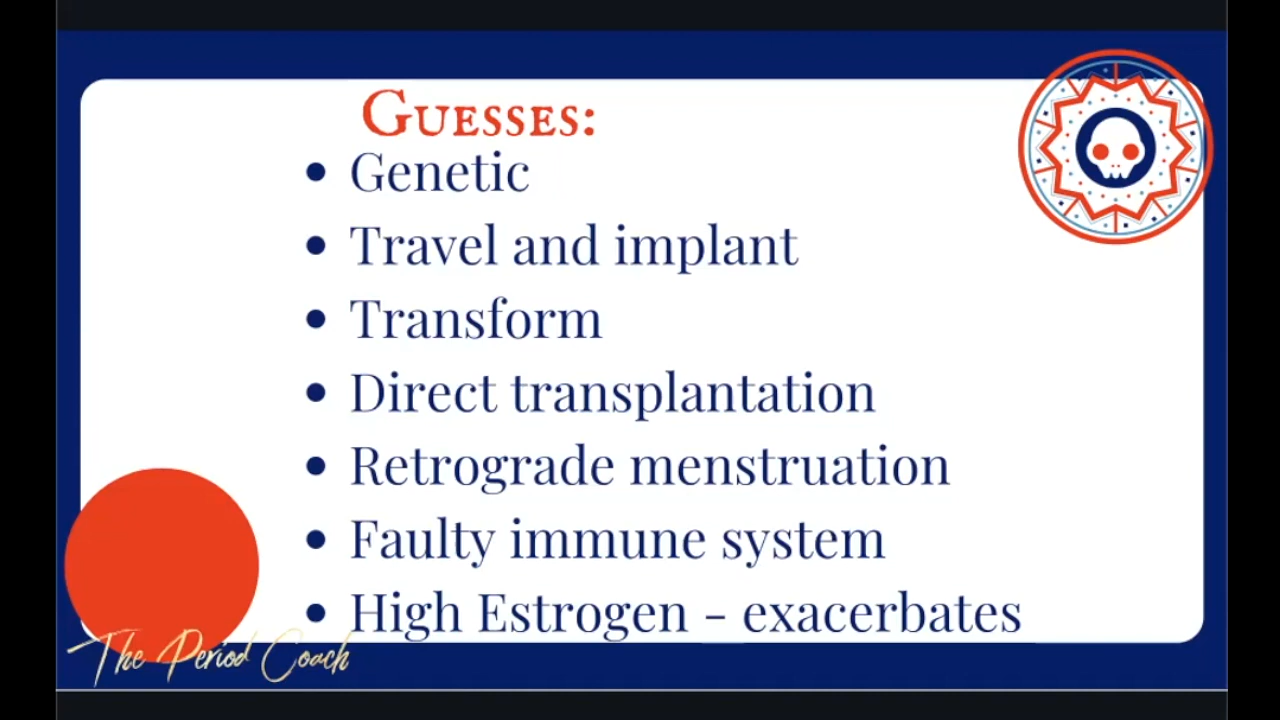 Guesses:
• Genetic
• Travel and implant
• Transform
• Direct transplantation
• Retrograde menstruation
• Faulty immune system
• High Estrogen - exacerbates
The Period Coach